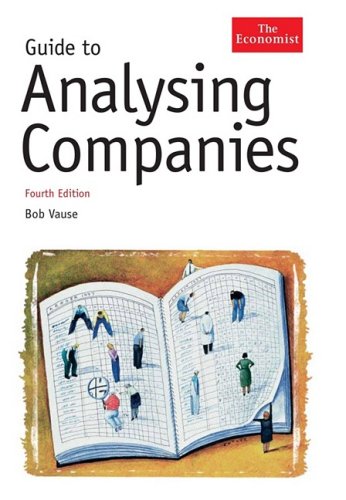 The
Economist
Guide to
Analysing
Companies
Fourth Edition
Bob Vause